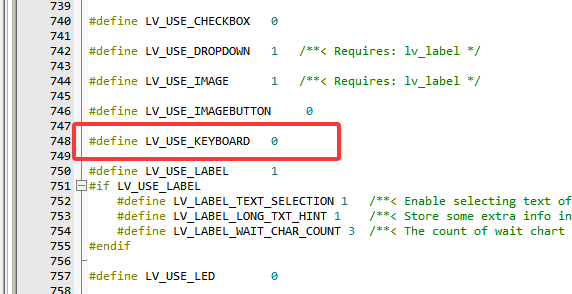 739
740 #define LV_USE_CHECKBOX 0
741
742 #define LV_USE_DROPDOWN 1 /**< Requires: lv_label */
743
744 #define LV_USE_IMAGE 1 /**< Requires: lv_label */
745
746 #define LV_USE_IMAGEBUTTON 0
747
748 #define LV_USE_KEYBOARD 0
749
750 #define LV_USE_LABEL 1
751 #if LV_USE_LABEL
752 #define LV_LABEL_TEXT_SELECTION 1 /**< Enable selecting text of
753 #define LV_LABEL_LONG_TXT_HINT 1 /**< Store some extra info in
754 #define LV_LABEL_WAIT_CHAR_COUNT 3 /**< The count of wait chart
755 #endif
756
757 #define LV_USE_LED 0
758